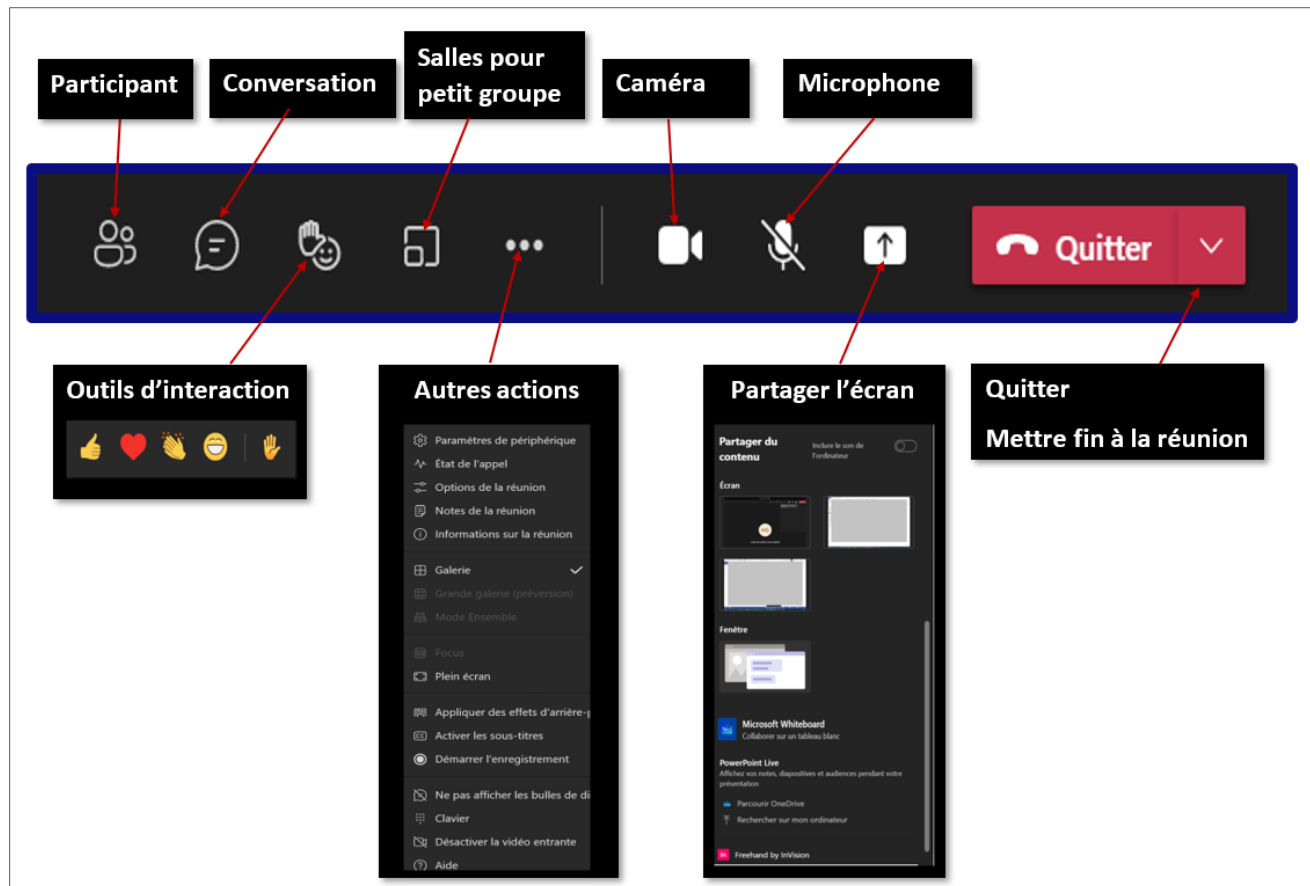 Participant
Conversation
Salles pour
petit groupe
Caméra
Microphone
Quitter
Outils d'interaction
Autres actions
Paramètres de périphérique
État de l'appel
Options de la réunion
Notes de la réunion
Informations sur la réunion
Galerie
Grande galerie (préversion)
Mode Ensemble
Focus
Plein écran
Appliquer des effets d'arrière-p
CC Activer les sous-titres
Démarrer l'enregistrement
Ne pas afficher les bulles de di
Clavier
Désactiver la vidéo entrante
Aide
Partager l'écran
Partager du
contenu
Inclure le son de
l'ordinateur
Écran
Fenêtre
Microsoft Whiteboard
Collaborer sur un tableau blanc
PowerPoint Live
Affichez vos notes, diapositives et audiences pendant votre
présentation
Parcourir OneDrive
Rechercher sur mon ordinateur
In Freehand by InVision
Quitter
Mettre fin à la réunion